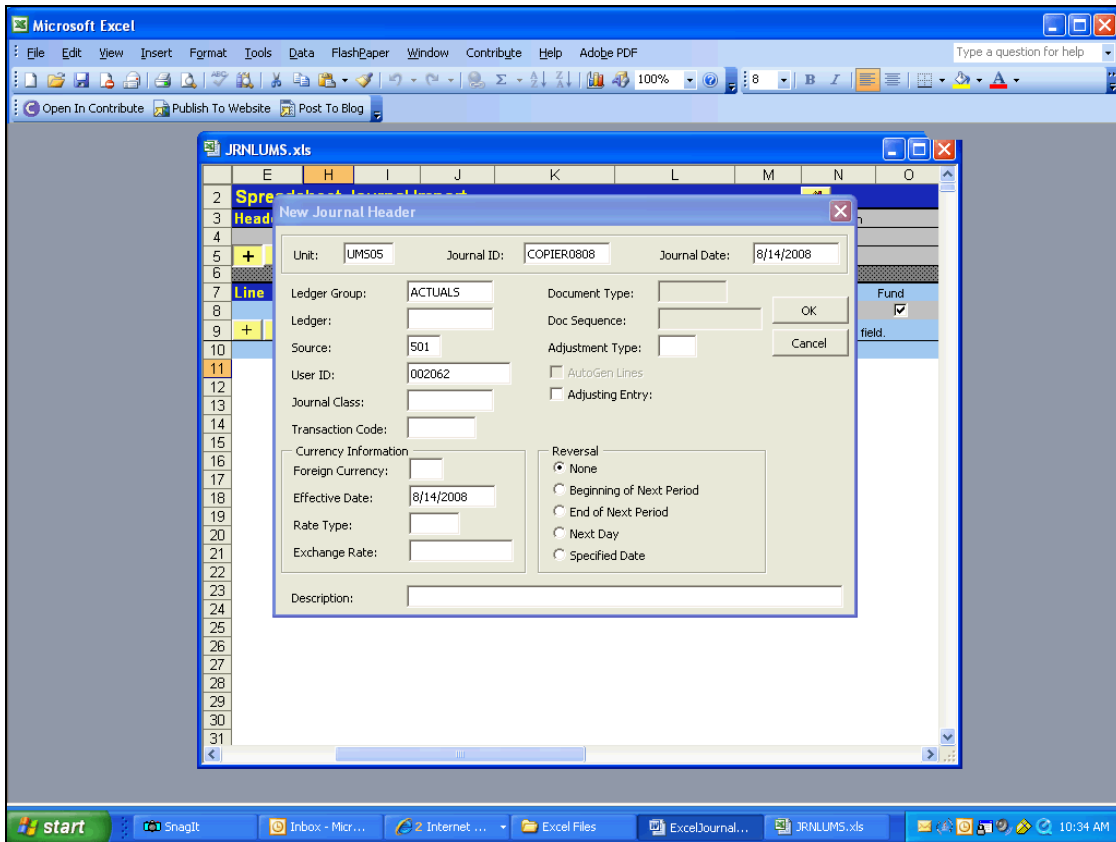 Microsoft Excel
File Edit View Insert Format Tools Data FlashPaper Window Contribute Help Adobe PDF Type a question for help
100% 8 B I A
Open In Contribute Publish To Website Post To Blog
JRNLUMS.xls
E H I J K L M N O
2
3
4
5 +
6
7 Line Fund
8
9 + field.
10
11
12
13
14
15
16
17
18
19
20
21
22
23
24
25
26
27
28
29
30
31
New Journal Header
Unit: UMS05 Journal ID: COPIER0808 Journal Date: 8/14/2008
Ledger Group: ACTUALS Document Type:
Ledger: Doc Sequence: OK
Source: 501 Adjustment Type: Cancel
User ID: 002062 AutoGen Lines
Journal Class: Adjusting Entry:
Transaction Code:
Currency Information Reversal
Foreign Currency: None
Effective Date: 8/14/2008 Beginning of Next Period
End of Next Period
Rate Type: Next Day
Exchange Rate: Specified Date
Description:
start SnagIt Inbox - Micr... 2 Internet ... Excel Files ExcelJournal... JRNLUMS.xls 10:34 AM